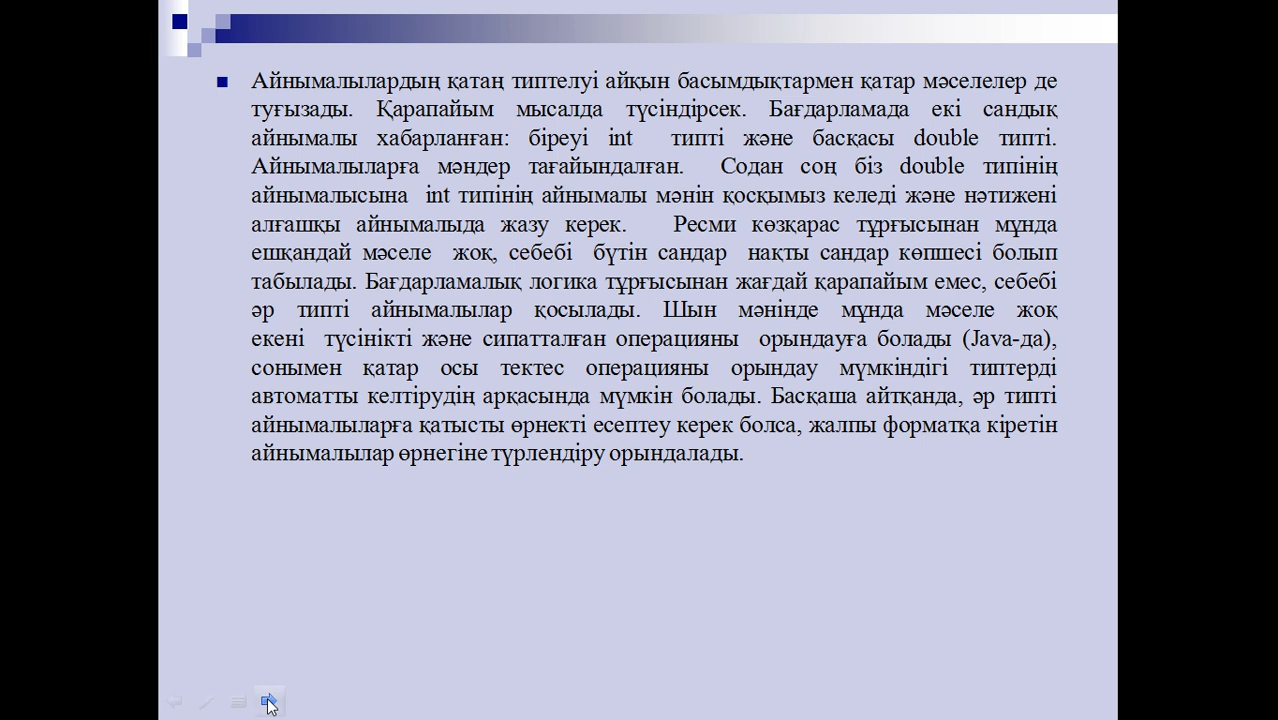 Айнымалылардың қатаң типтелуі айқын басымдықтармен қатар мәселелер де
туғызады. Қарапайым мысалда түсіндірсек. Бағдарламада екі сандық
айнымалы хабарланған: біреуі int типті және басқасы double типті.
Айнымалыларға мәндер тағайындалған. Содан соң біз double типінің
айнымалысына int типінің айнымалы мәнін қосқымыз келеді және нәтижені
алғашқы айнымалыда жазу керек. Ресми көзқарас тұрғысынан мұнда
ешқандай мәселе жоқ, себебі бүтін сандар нақты сандар көпшесі болып
табылады. Бағдарламалық логика тұрғысынан жағдай қарапайым емес, себебі
әр типті айнымалылар қосылады. Шын мәнінде мұнда мәселе жоқ
екені түсінікті және сипатталған операцияны орындауға болады (Java-да),
сонымен қатар осы тектес операцияны орындау мүмкіндігі типтерді
автоматты келтірудің арқасында мүмкін болады. Басқаша айтқанда, әр типті
айнымалыларға қатысты өрнекті есептеу керек болса, жалпы форматқа кіретін
айнымалылар өрнегіне түрлендіру орындалады.